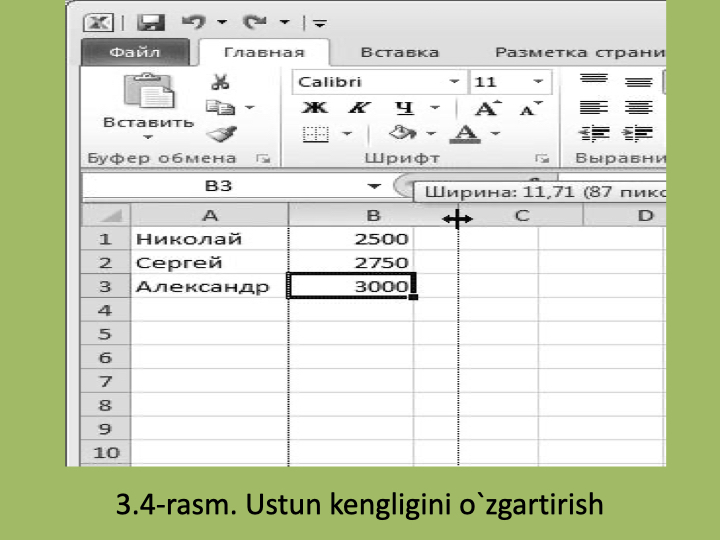 Файл Главная Вставка Разметка страни
Calibri 11
Ж К Ч А А
Вставить
А
Буфер обмена Шрифт Выравни
B3
Ширина: 11,71 (87 пикс
A B C D
1 Николай 2500
2 Сергей 2750
3 Александр 3000
4
5
6
7
8
9
10
3.4-rasm. Ustun kengligini o`zgartirish